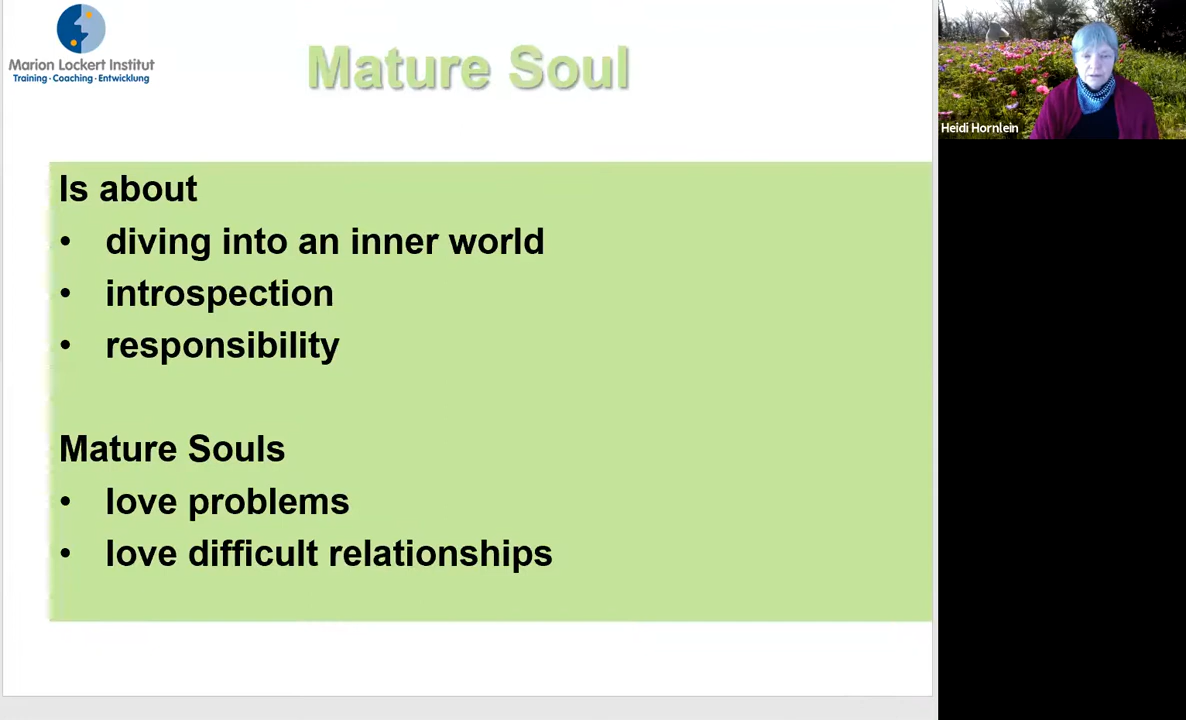 Marion Lockert Institut
Training · Coaching · Entwicklung
Mature Soul
Heidi Hornlein
Is about
• diving into an inner world
• introspection
• responsibility
Mature Souls
• love problems
• love difficult relationships